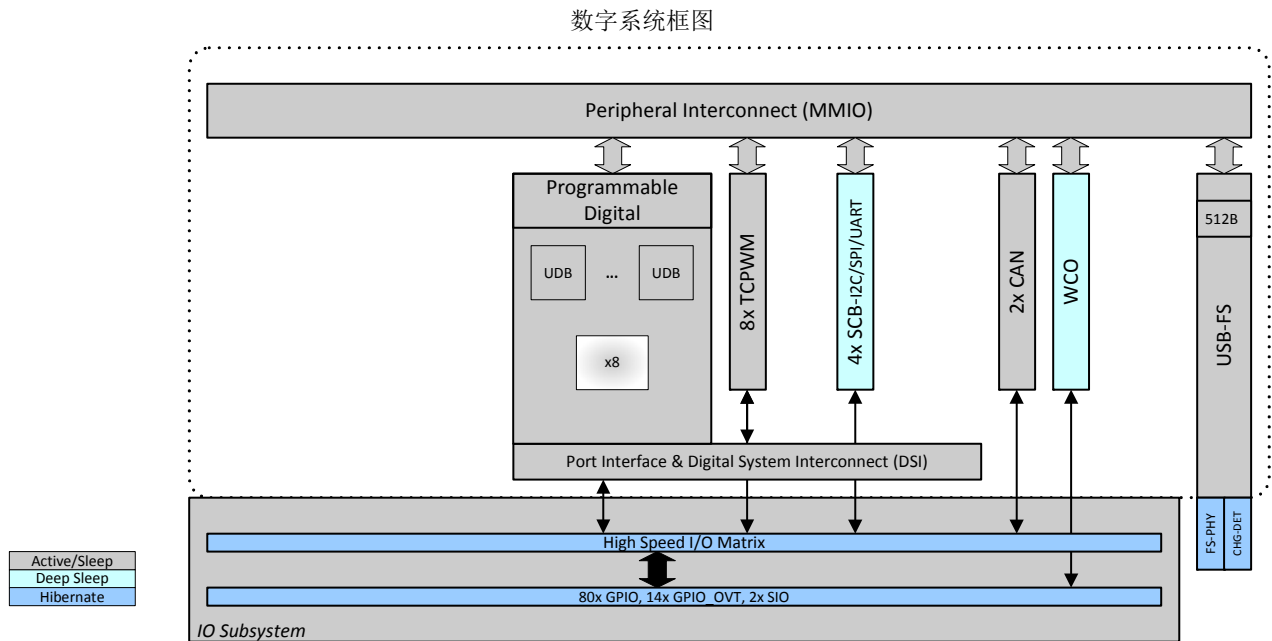 数字系统框图
Peripheral Interconnect (MMIO)
Programmable
Digital
UDB
...
UDB
x8
8x TCPWM
4x SCB-I2C/SPI/UART
2x CAN
WCO
512B
USB-FS
Port Interface & Digital System Interconnect (DSI)
FS-PHY
CHG-DET
High Speed I/O Matrix
80x GPIO, 14x GPIO_OVT, 2x SIO
IO Subsystem
Active/Sleep
Deep Sleep
Hibernate